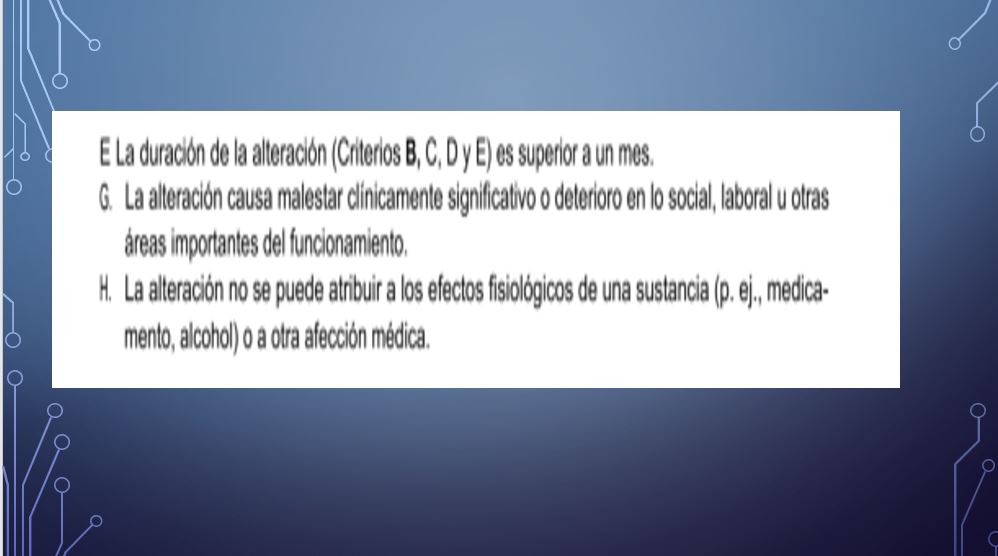 E La duración de la alteración (Criterios B, C, D y E) es superior a un mes.
G. La alteración causa malestar clínicamente significativo o deterioro en lo social, laboral u otras
áreas importantes del funcionamiento.
H. La alteración no se puede atribuir a los efectos fisiológicos de una sustancia (p. ej., medica-
mento, alcohol) o a otra afección médica.